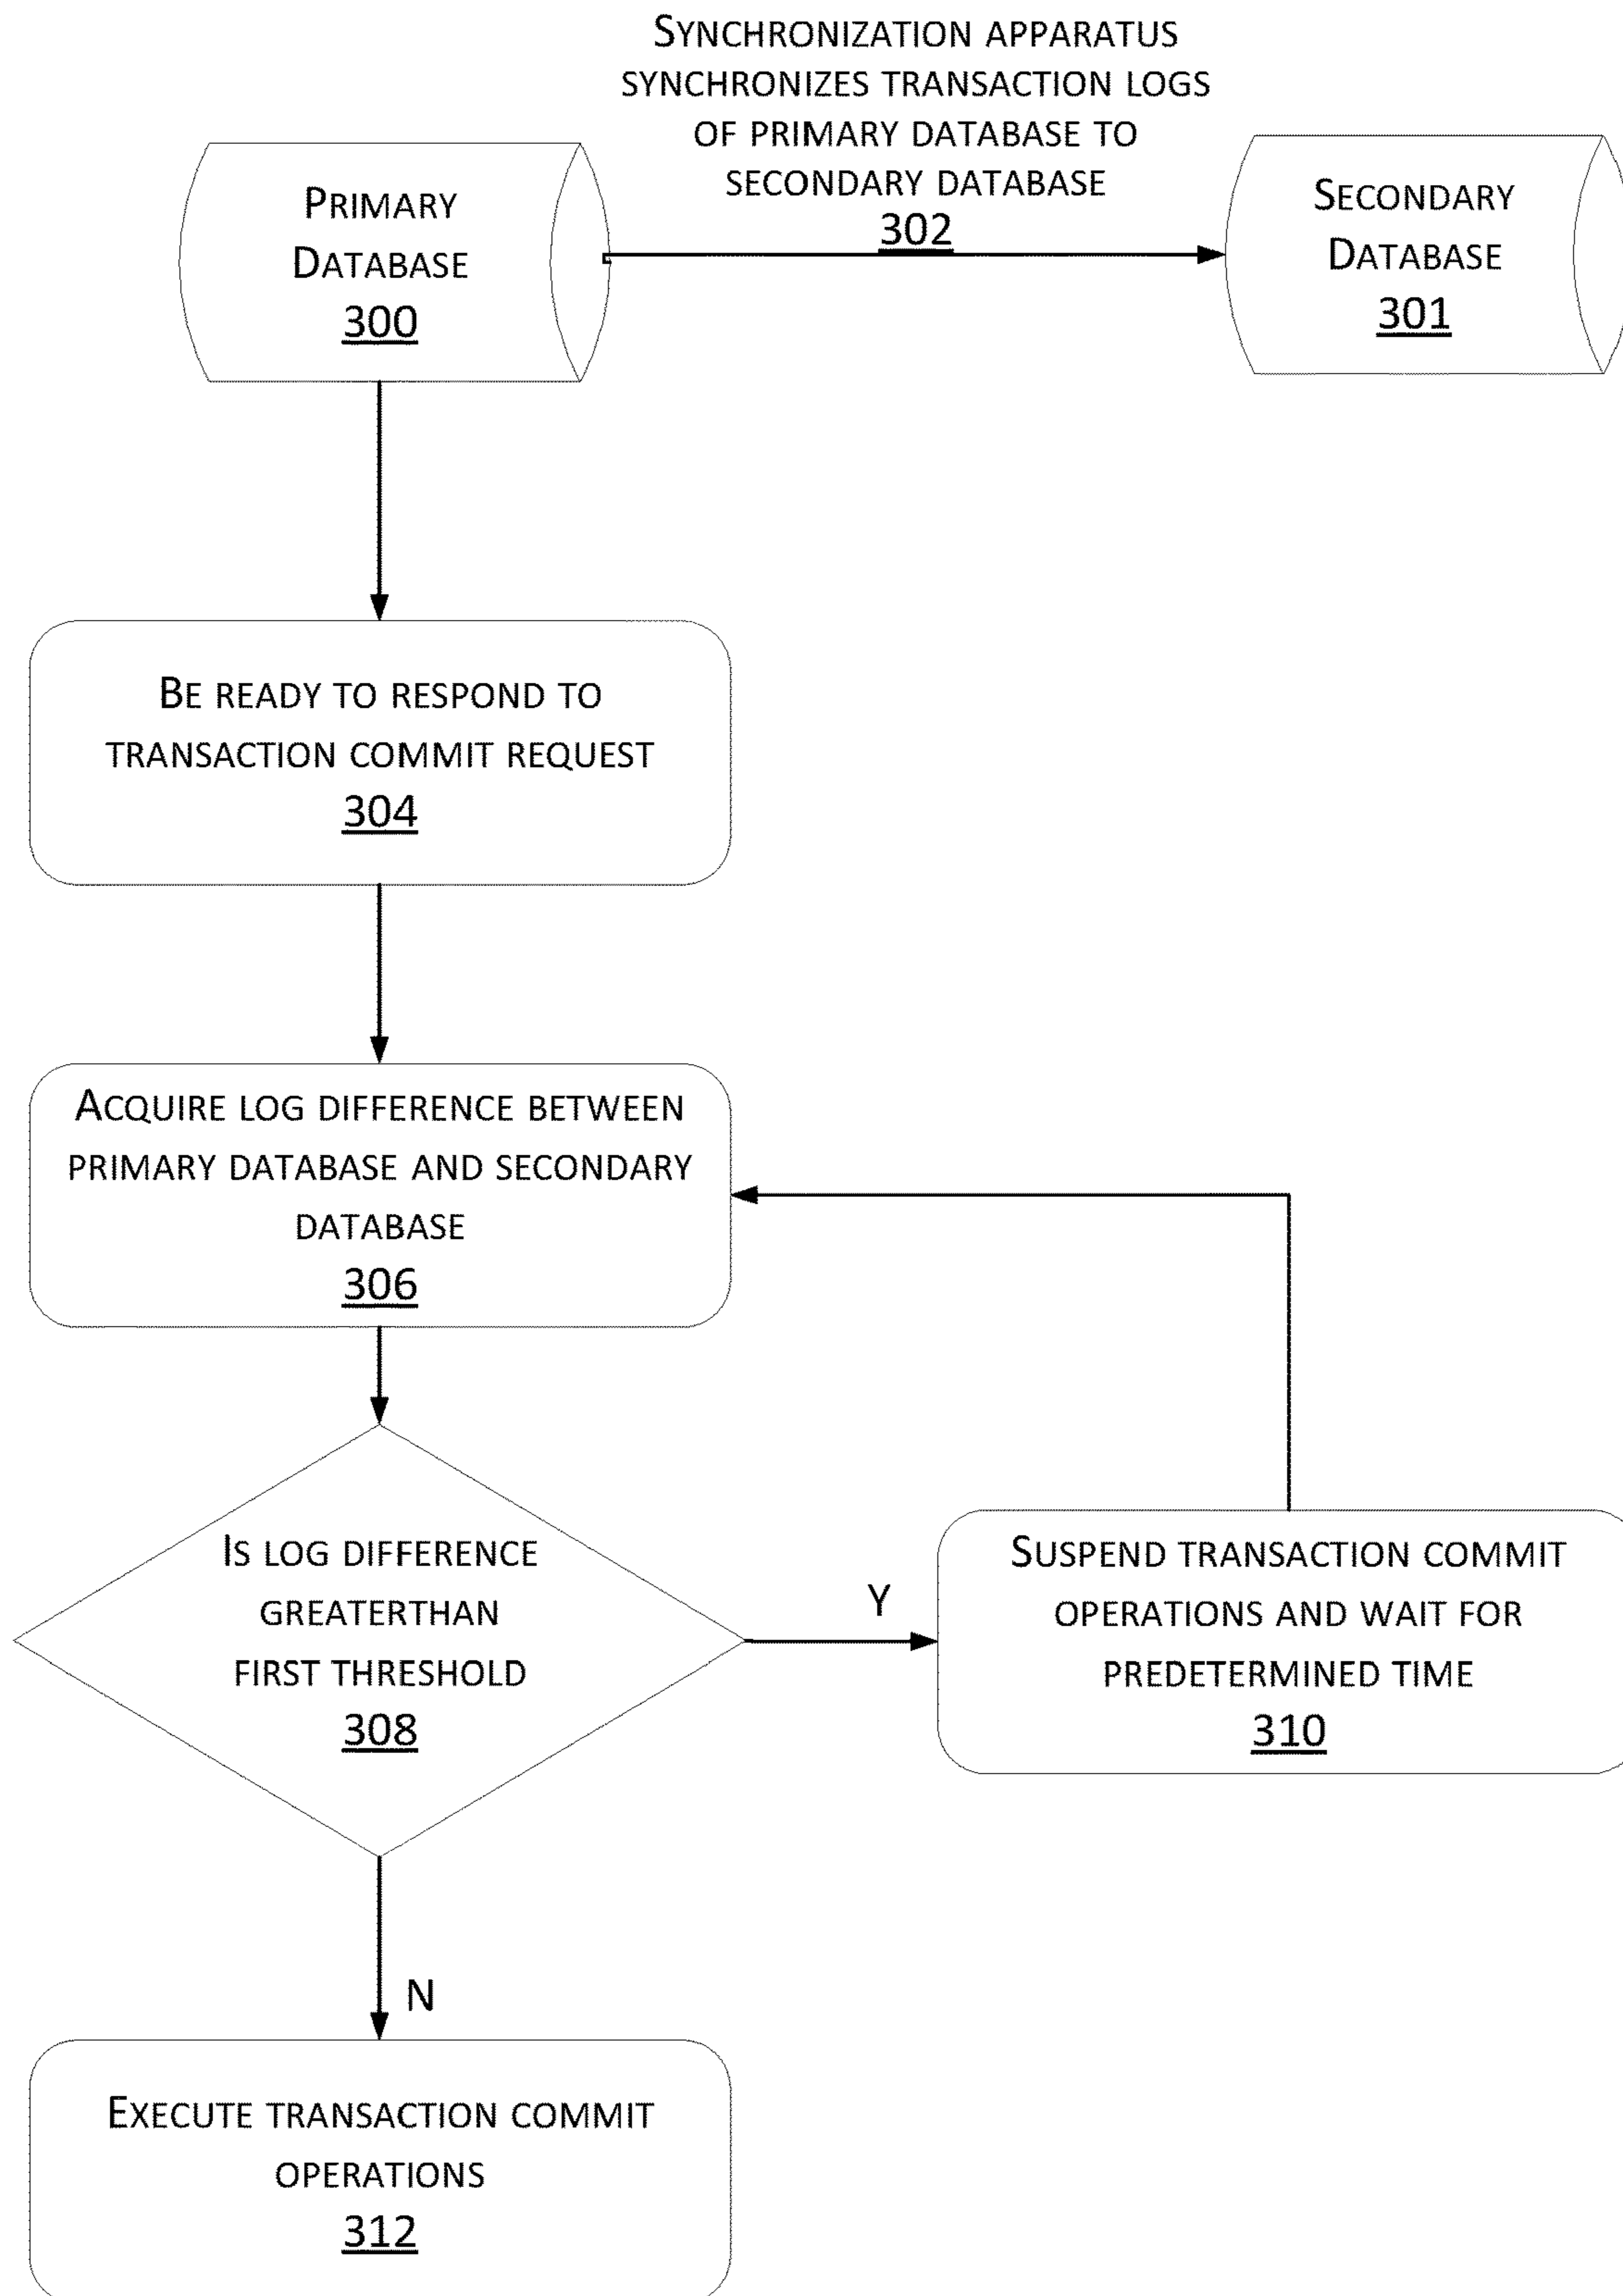 SYNCHRONIZATION APPARATUS
SYNCHRONIZES TRANSACTION LOGS
OF PRIMARY DATABASE TO
SECONDARY DATABASE
302
PRIMARY
DATABASE
300
SECONDARY
DATABASE
301
BE READY TO RESPOND TO
TRANSACTION COMMIT REQUEST
304
ACQUIRE LOG DIFFERENCE BETWEEN
PRIMARY DATABASE AND SECONDARY
DATABASE
306
IS LOG DIFFERENCE
GREATERTHAN
FIRST THRESHOLD
308
Y
SUSPEND TRANSACTION COMMIT
OPERATIONS AND WAIT FOR
PREDETERMINED TIME
310
N
EXECUTE TRANSACTION COMMIT
OPERATIONS
312